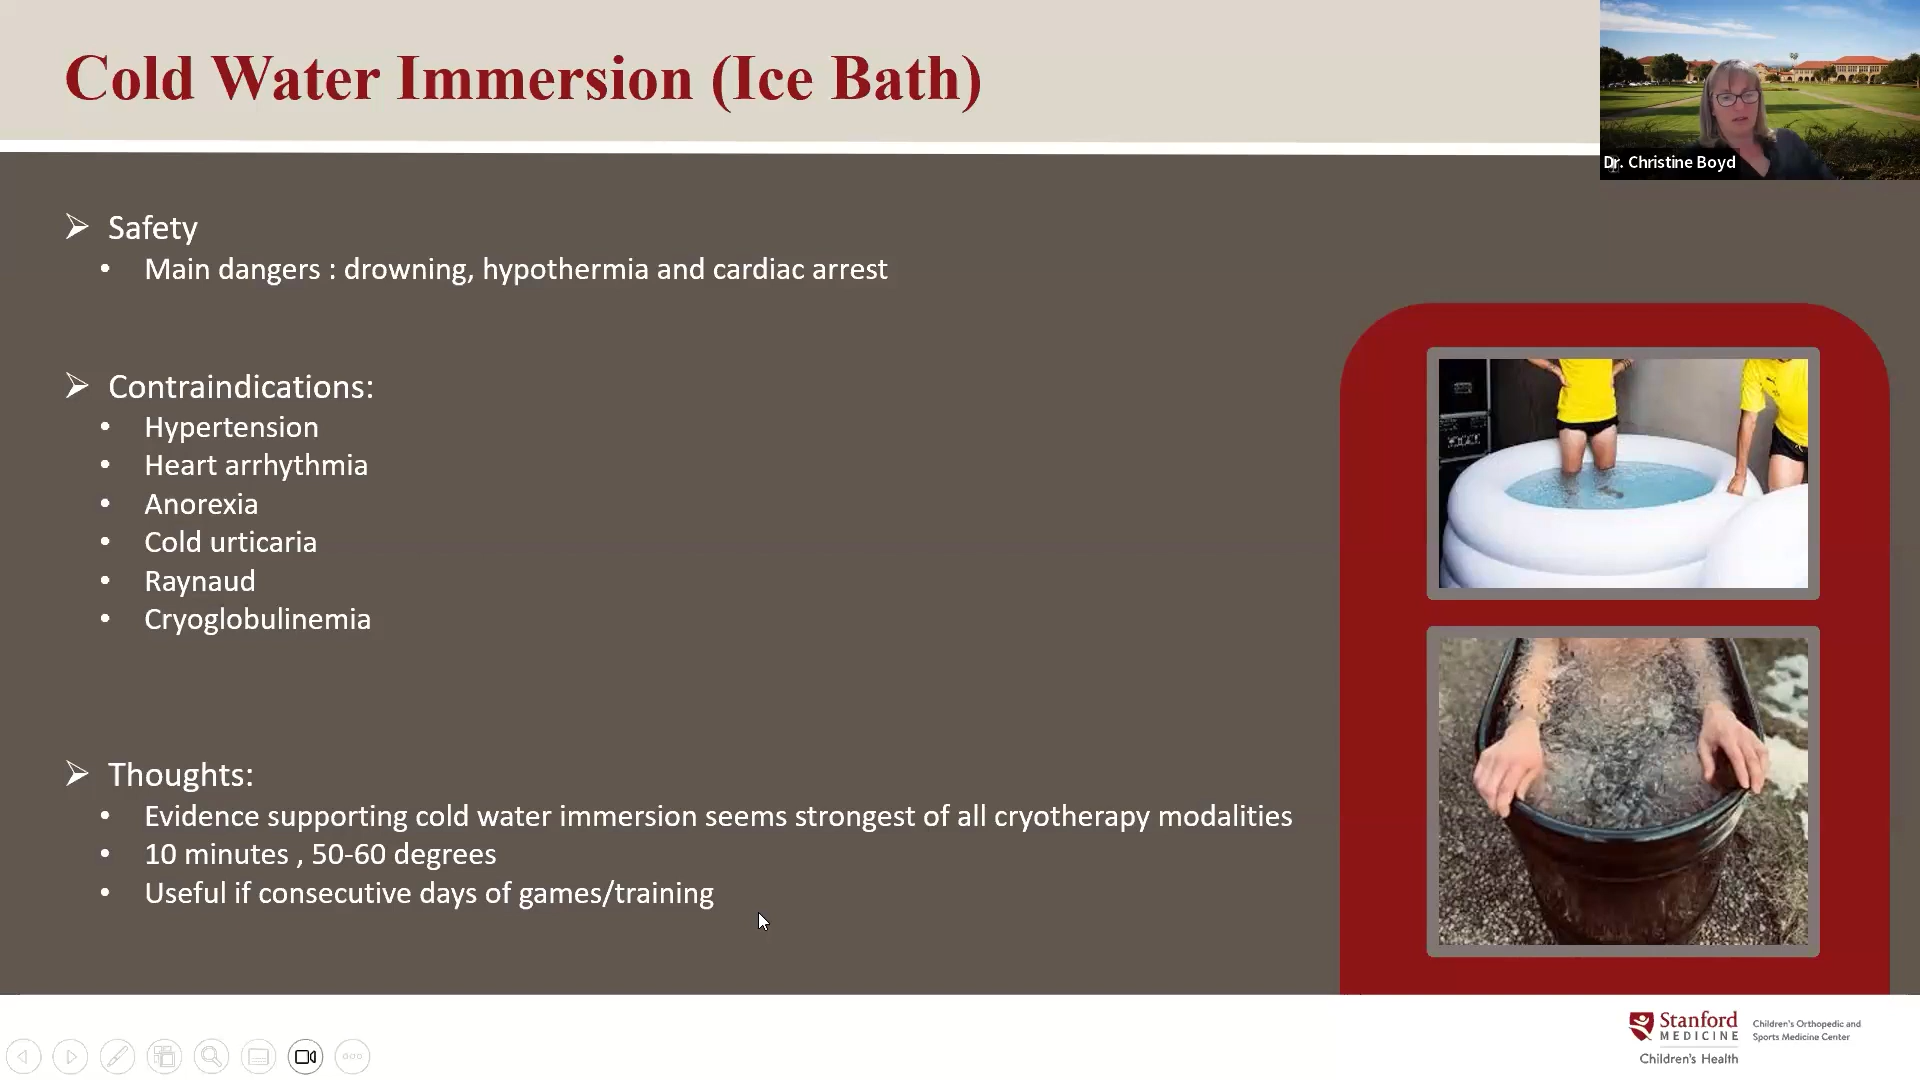 Cold Water Immersion (Ice Bath)
Dr. Christine Boyd
Safety
Main dangers : drowning, hypothermia and cardiac arrest
Contraindications:
Hypertension
Heart arrhythmia
Anorexia
Cold urticaria
Raynaud
Cryoglobulinemia
Thoughts:
Evidence supporting cold water immersion seems strongest of all cryotherapy modalities
10 minutes , 50-60 degrees
Useful if consecutive days of games/training
Stanford
MEDICINE
Children's Health
Children's Orthopedic and
Sports Medicine Center